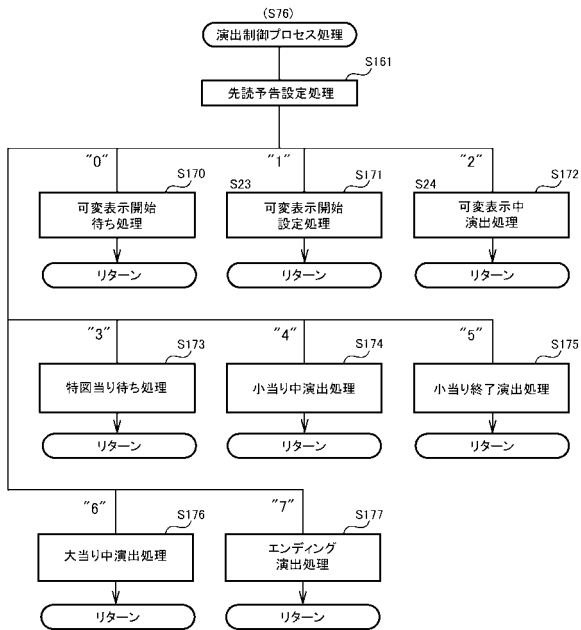 (S76)
演出制御プロセス処理
S161
先読予告設定処理
"0"
"1"
"2"
S170
S23
S171
S24
S172
可変表示開始
待ち処理
可変表示開始
設定処理
可変表示中
演出処理
リターン
リターン
リターン
"3"
"4"
"5"
S173
S174
S175
特図当り待ち処理
小当り中演出処理
小当り終了演出処理
リターン
リターン
リターン
"6"
"7"
S176
S177
大当り中演出処理
エンディング
演出処理
リターン
リターン